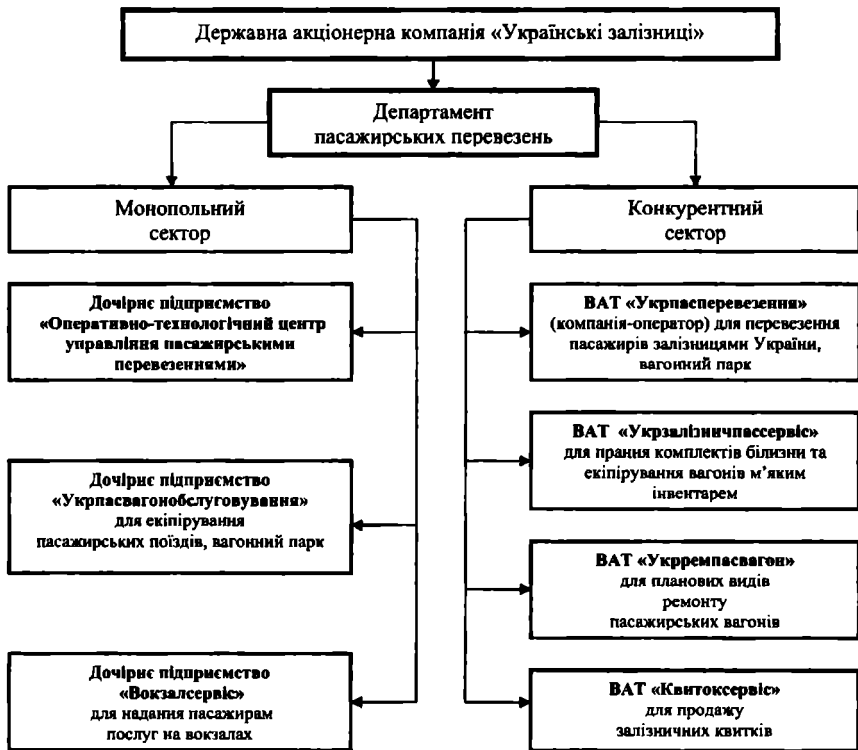 Державна акціонерна компанія «Українські залізниці»
Департамент
пасажирських перевезень
Монопольний
сектор
Дочірнє підприємство
«Оперативно-технологічний центр
управління пасажирськими
перевезеннями»
Дочірнє підприємство
«Укрпасвагонобслуговування»
для екіпірування
пасажирських поїздів, вагонний парк
Дочірнє підприємство
«Вокзалсервіс»
для надання пасажирам
послуг на вокзалах
Конкурентний
сектор
ВАТ «Укрпасперевезення»
(компанія-оператор) для перевезення
пасажирів залізницями України,
вагонний парк
ВАТ «Укрзалізничпассервіс»
для прання комплектів білизни та
екіпірування вагонів м’яким
інвентарем
ВАТ «Укрремпасвагон»
для планових видів
ремонту
пасажирських вагонів
ВАТ «Квитоксервіс»
для продажу
залізничних квитків